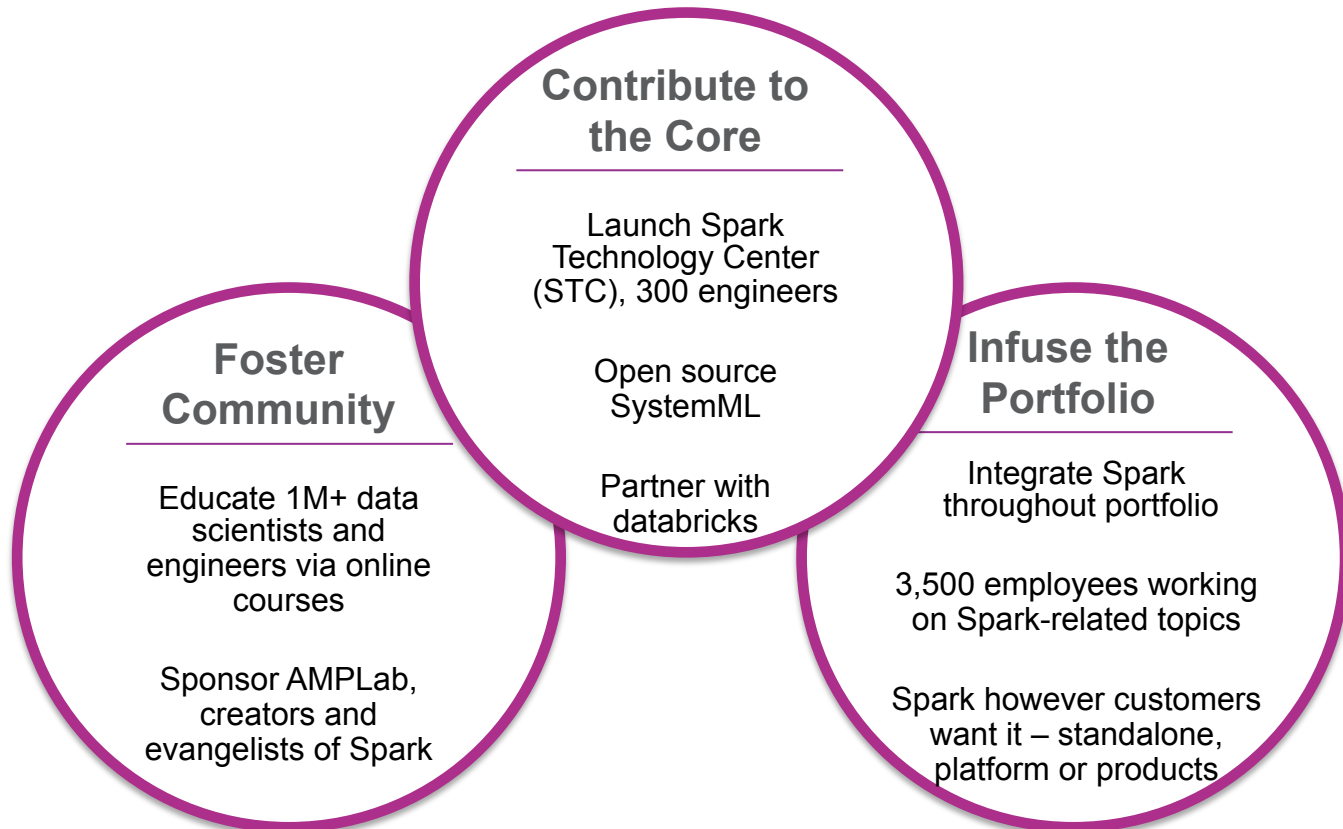 Contribute to
the Core
Launch Spark
Technology Center
(STC), 300 engineers
Open source
SystemML
Partner with
databricks
Foster
Community
Educate 1M+ data
scientists and
engineers via online
courses
Sponsor AMPLab,
creators and
evangelists of Spark
Infuse the
Portfolio
Integrate Spark
throughout portfolio
3,500 employees working
on Spark-related topics
Spark however customers
want it – standalone,
platform or products